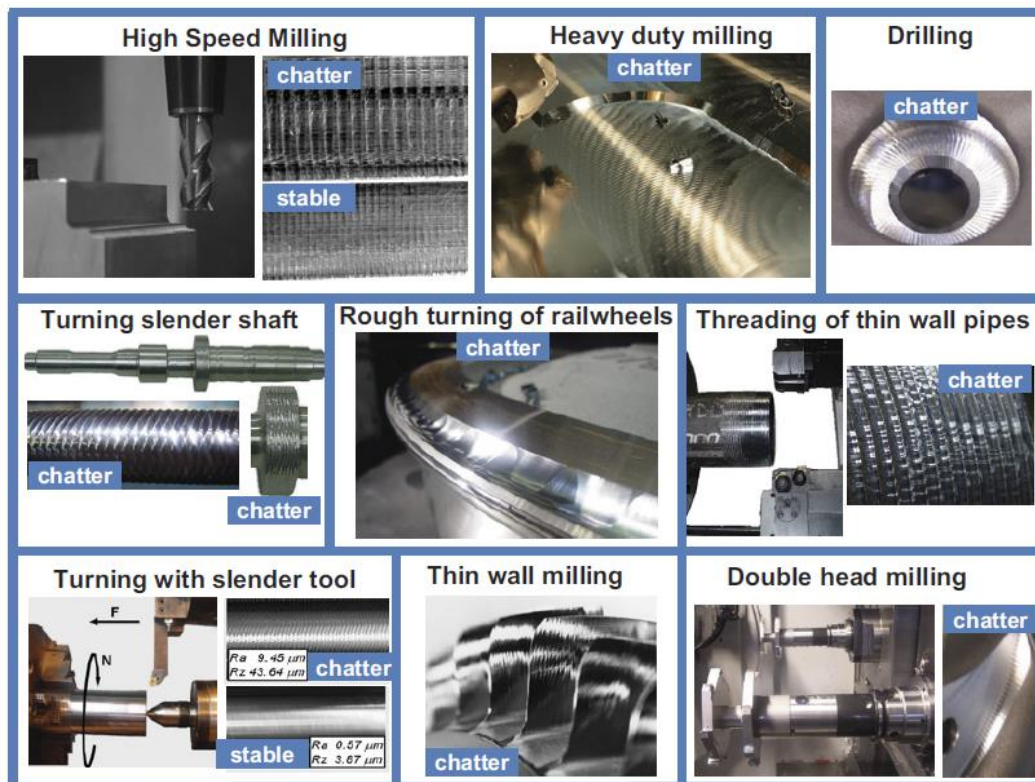 High Speed Milling
chatter
stable
Heavy duty milling
chatter
Drilling
chatter
Turning slender shaft
chatter
chatter
Rough turning of railwheels
chatter
Threading of thin wall pipes
chatter
Turning with slender tool
F
N
Ra 9.45 µm
Rz 43.64 µm
chatter
stable
Ra 0.57 µm
Rz 3.67 µm
Thin wall milling
chatter
Double head milling
chatter